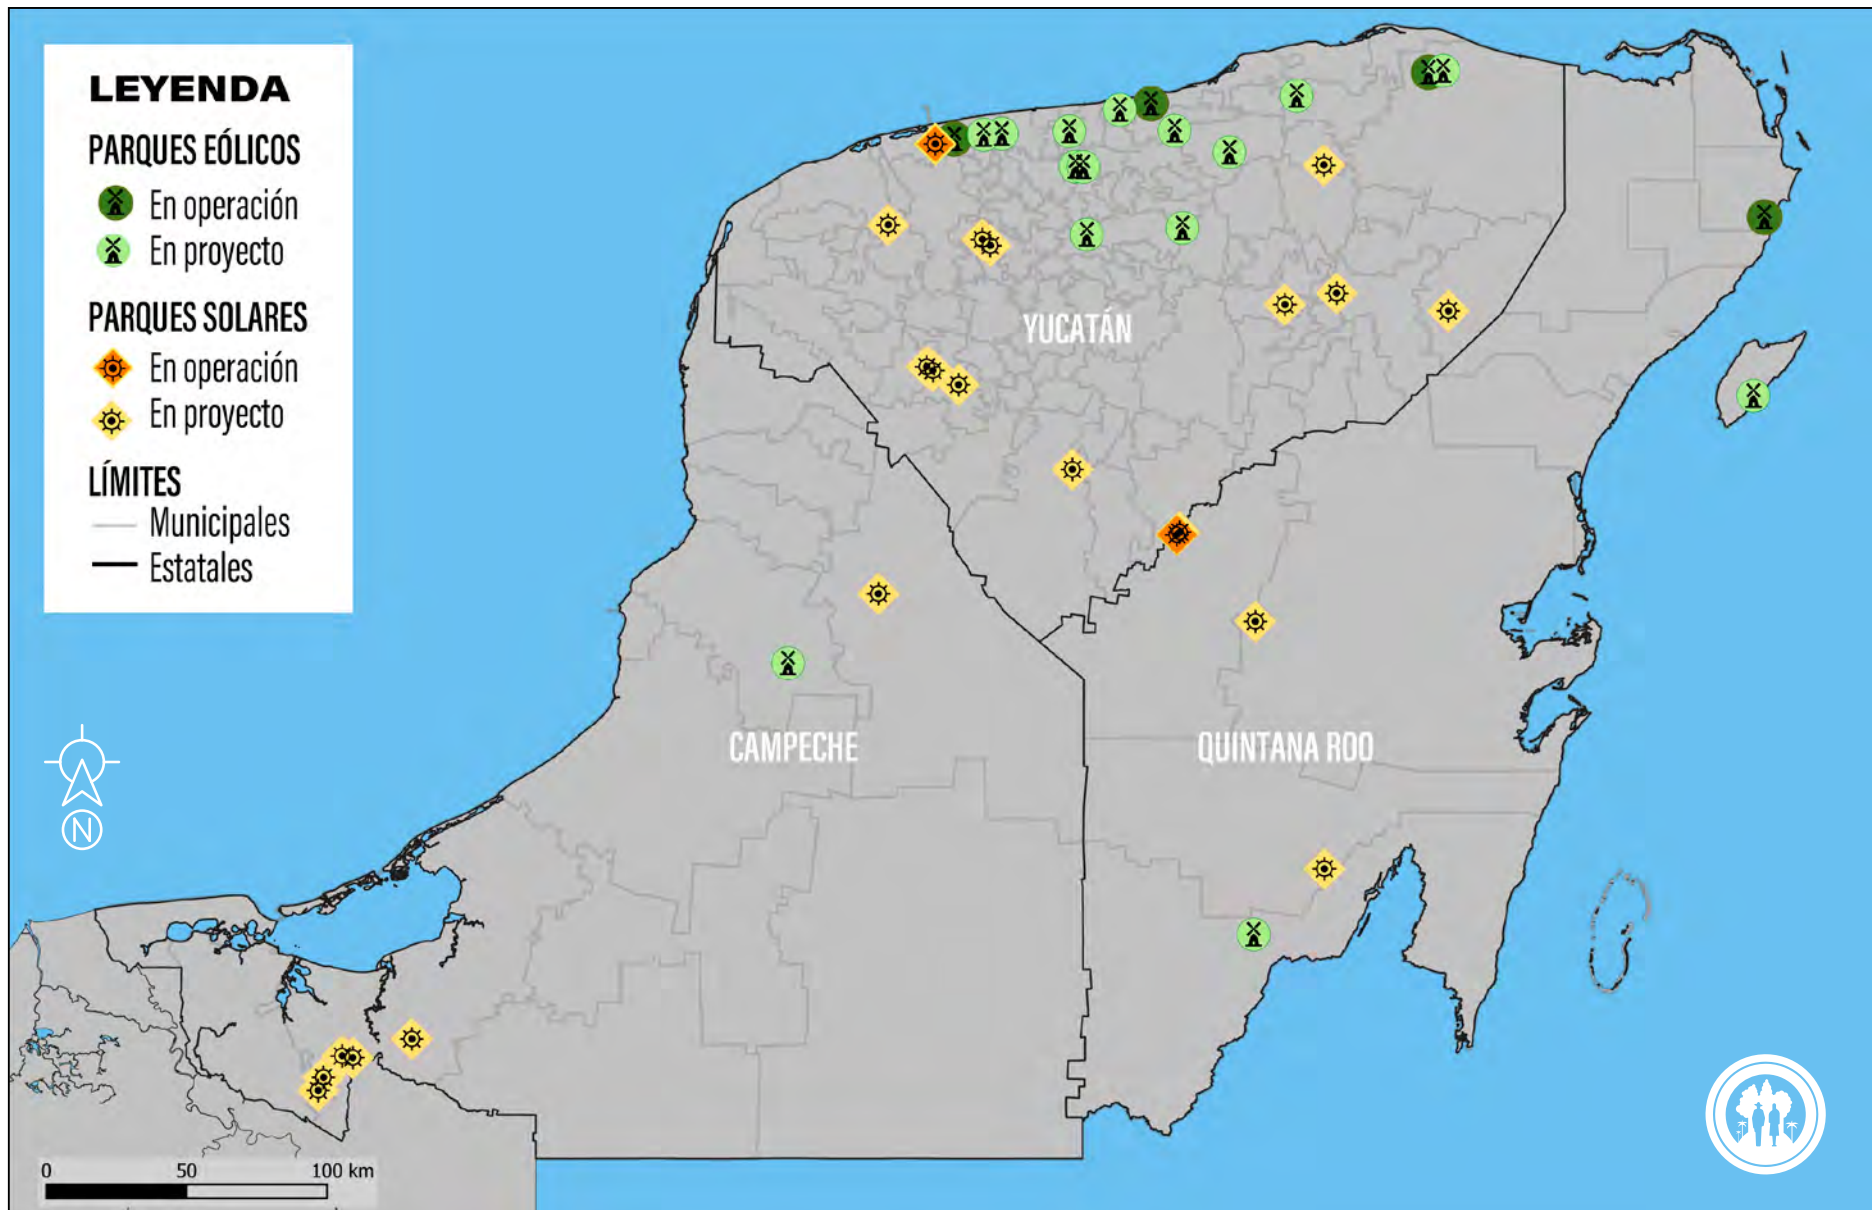 LEYENDA
PARQUES EÓLICOS
En operación
En proyecto
PARQUES SOLARES
En operación
En proyecto
LÍMITES
Municipales
Estatales
YUCATÁN
CAMPECHE
QUINTANA ROO
N
0 50 100 km